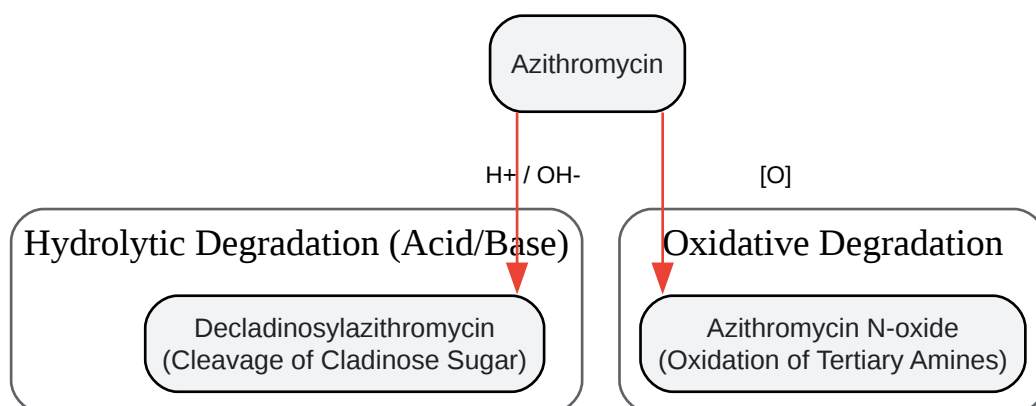 Azithromycin
H+ / OH-
[O]
Hydrolytic Degradation (Acid/Base)
Oxidative Degradation
Decladinosylazithromycin
(Cleavage of Cladinose Sugar)
Azithromycin N-oxide
(Oxidation of Tertiary Amines)